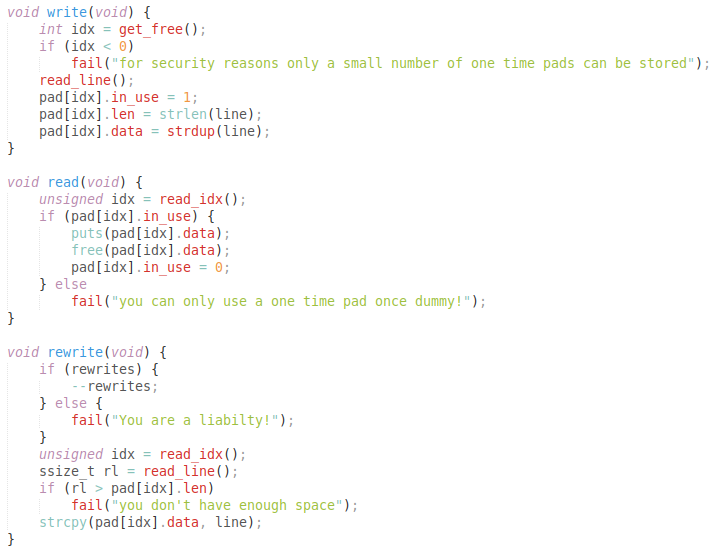 void write(void) {
    int idx = get_free();
    if (idx < 0)
        fail("for security reasons only a small number of one time pads can be stored");
    read_line();
    pad[idx].in_use = 1;
    pad[idx].len = strlen(line);
    pad[idx].data = strdup(line);
}

void read(void) {
    unsigned idx = read_idx();
    if (pad[idx].in_use) {
        puts(pad[idx].data);
        free(pad[idx].data);
        pad[idx].in_use = 0;
    } else
        fail("you can only use a one time pad once dummy!");
}

void rewrite(void) {
    if (rewrites) {
        --rewrites;
    } else {
        fail("You are a liabilty!");
    }
    unsigned idx = read_idx();
    ssize_t rl = read_line();
    if (rl > pad[idx].len)
        fail("you don't have enough space");
    strcpy(pad[idx].data, line);
}